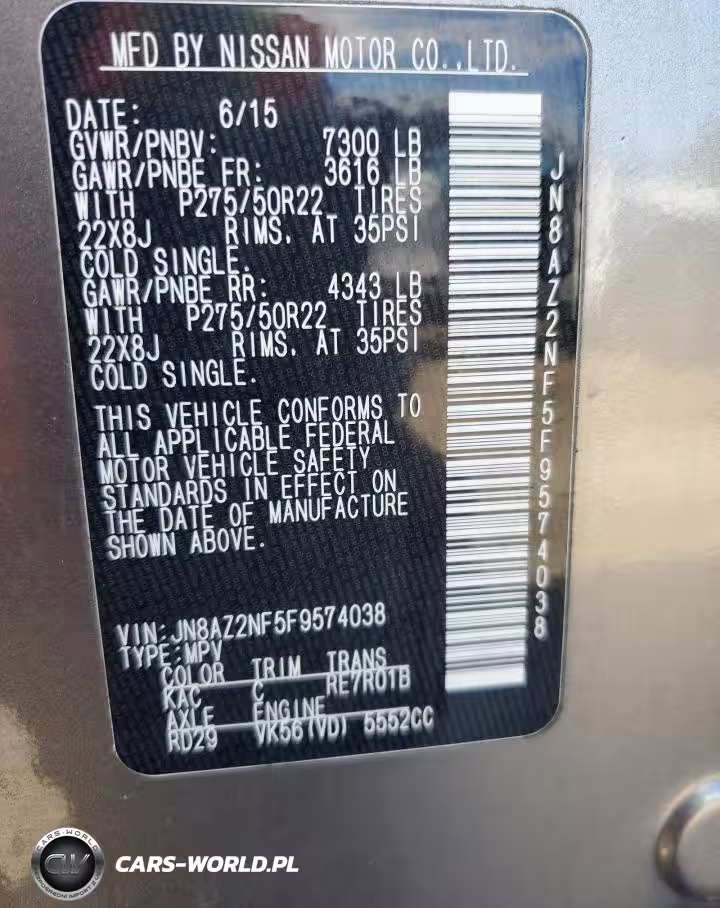 MFD BY NISSAN MOTOR CO.,LTD.
DATE: 6/15
GVWR/PNBV: 7300 LB
GAWR/PNBE FR: 3616 LB
WITH P275/50R22 TIRES
22X8J RIMS, AT 35PSI
COLD SINGLE.
GAWR/PNBE RR: 4343 LB
WITH P275/50R22 TIRES
22X8J RIMS, AT 35PSI
COLD SINGLE.
THIS VEHICLE CONFORMS TO
ALL APPLICABLE FEDERAL
MOTOR VEHICLE SAFETY
STANDARDS IN EFFECT ON
THE DATE OF MANUFACTURE
SHOWN ABOVE.
VIN:JN8AZ2NF5F9574038
TYPE:MPV
COLOR TRIM TRANS
KAC C RE7R01B
AXLE ENGINE
RD29 VK56(VD) 5552CC
JN8AZ2NF5F9574038
CARS-WORLD
CW
CARS-WORLD.PL